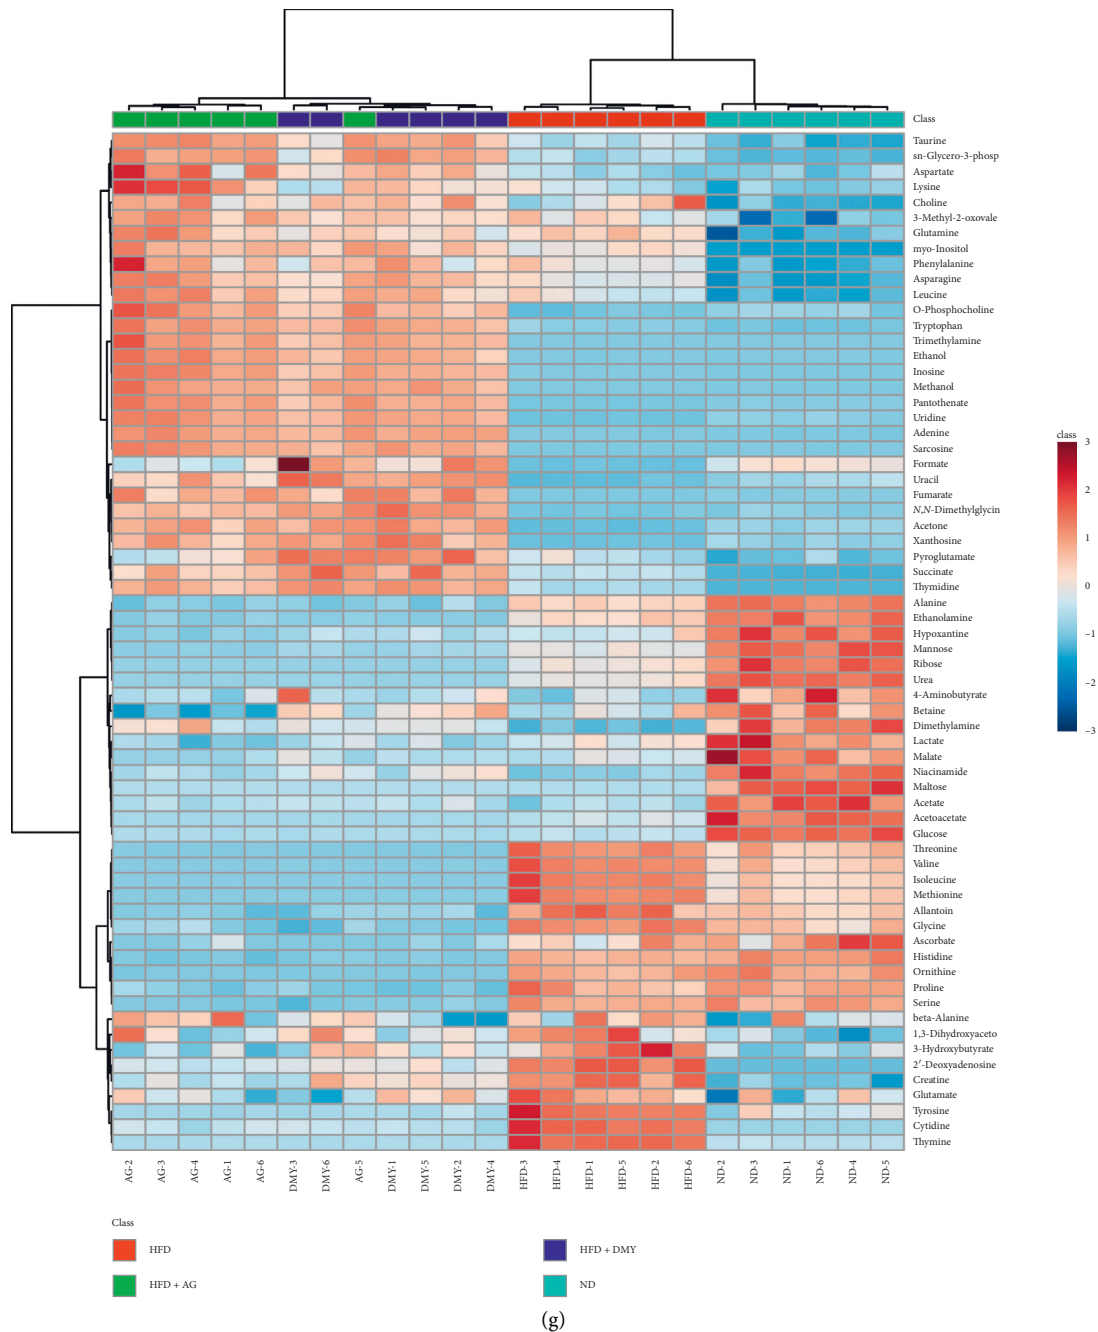 Class
Taurine
sn-Glycero-3-phosp
Aspartate
Lysine
Choline
3-Methyl-2-oxovale
Glutamine
myo-Inositol
Phenylalanine
Asparagine
Leucine
O-Phosphocholine
Tryptophan
Trimethylamine
Ethanol
Inosine
Methanol
Pantothenate
Uridine
Adenine
Sarcosine
Formate
Uracil
Fumarate
N,N-Dimethylglycin
Acetone
Xanthosine
Pyroglutamate
Succinate
Thymidine
Alanine
Ethanolamine
Hypoxantine
Mannose
Ribose
Urea
4-Aminobutyrate
Betaine
Dimethylamine
Lactate
Malate
Niacinamide
Maltose
Acetate
Acetoacetate
Glucose
Threonine
Valine
Isoleucine
Methionine
Allantoin
Glycine
Ascorbate
Histidine
Ornithine
Proline
Serine
beta-Alanine
1,3-Dihydroxyaceto
3-Hydroxybutyrate
2′-Deoxyadenosine
Creatine
Glutamate
Tyrosine
Cytidine
Thymine
class
3
2
1
0
−1
−2
−3
AG-2
AG-3
AG-4
AG-1
AG-6
DMY-3
DMY-6
AG-5
DMY-1
DMY-5
DMY-2
DMY-4
HFD-3
HFD-4
HFD-1
HFD-5
HFD-2
HFD-6
ND-2
ND-3
ND-1
ND-6
ND-4
ND-5
Class
HFD
HFD + DMY
HFD + AG
ND
(g)